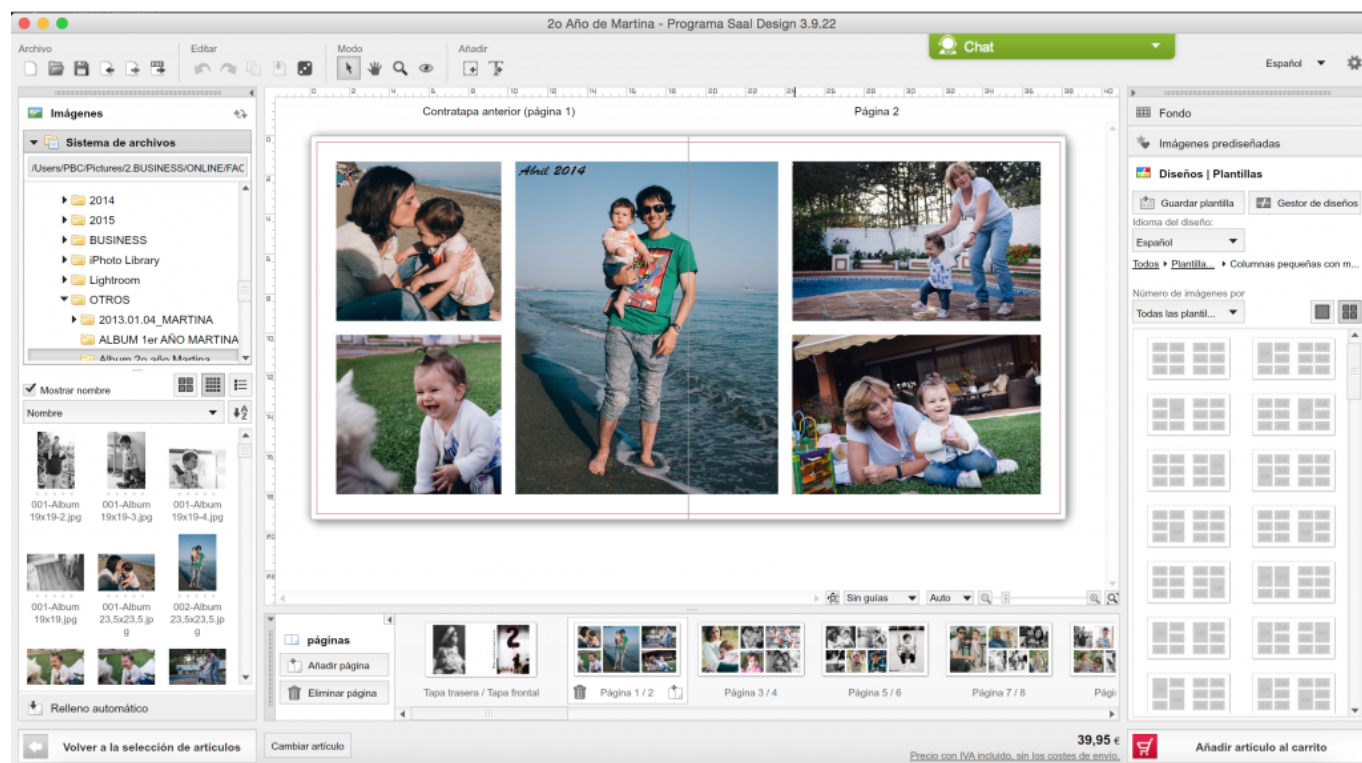 2o Año de Martina - Programa Saal Design 3.9.22
Archivo
Editar
Modo
Añadir
Chat
Español
Imágenes
Sistema de archivos
/Users/PBC/Pictures/2.BUSINESS/ONLINE/FAC
2014
2015
BUSINESS
iPhoto Library
Lightroom
OTROS
2013.01.04_MARTINA
ALBUM 1er AÑO MARTINA
Album 2o año Martina
Mostrar nombre
Nombre
001-Album
19x19-2.jpg
001-Album
19x19-3.jpg
001-Album
19x19-4.jpg
001-Album
19x19.jpg
001-Album
23,5x23,5.jp
g
002-Album
23,5x23,5.jp
g
Relleno automático
Volver a la selección de artículos
Contratapa anterior (página 1)
Página 2
Abril 2014
Sin guías
Auto
páginas
Añadir página
Eliminar página
Tapa trasera / Tapa frontal
Página 1 / 2
Página 3 / 4
Página 5 / 6
Página 7 / 8
Pági
Cambiar artículo
39,95 €
Precio con IVA incluido, sin los costes de envío.
Fondo
Imágenes prediseñadas
Diseños | Plantillas
Guardar plantilla
Gestor de diseños
Idioma del diseño:
Español
Todos
Plantilla...
Columnas pequeñas con m...
Número de imágenes por
Todas las plantil...
Añadir artículo al carrito